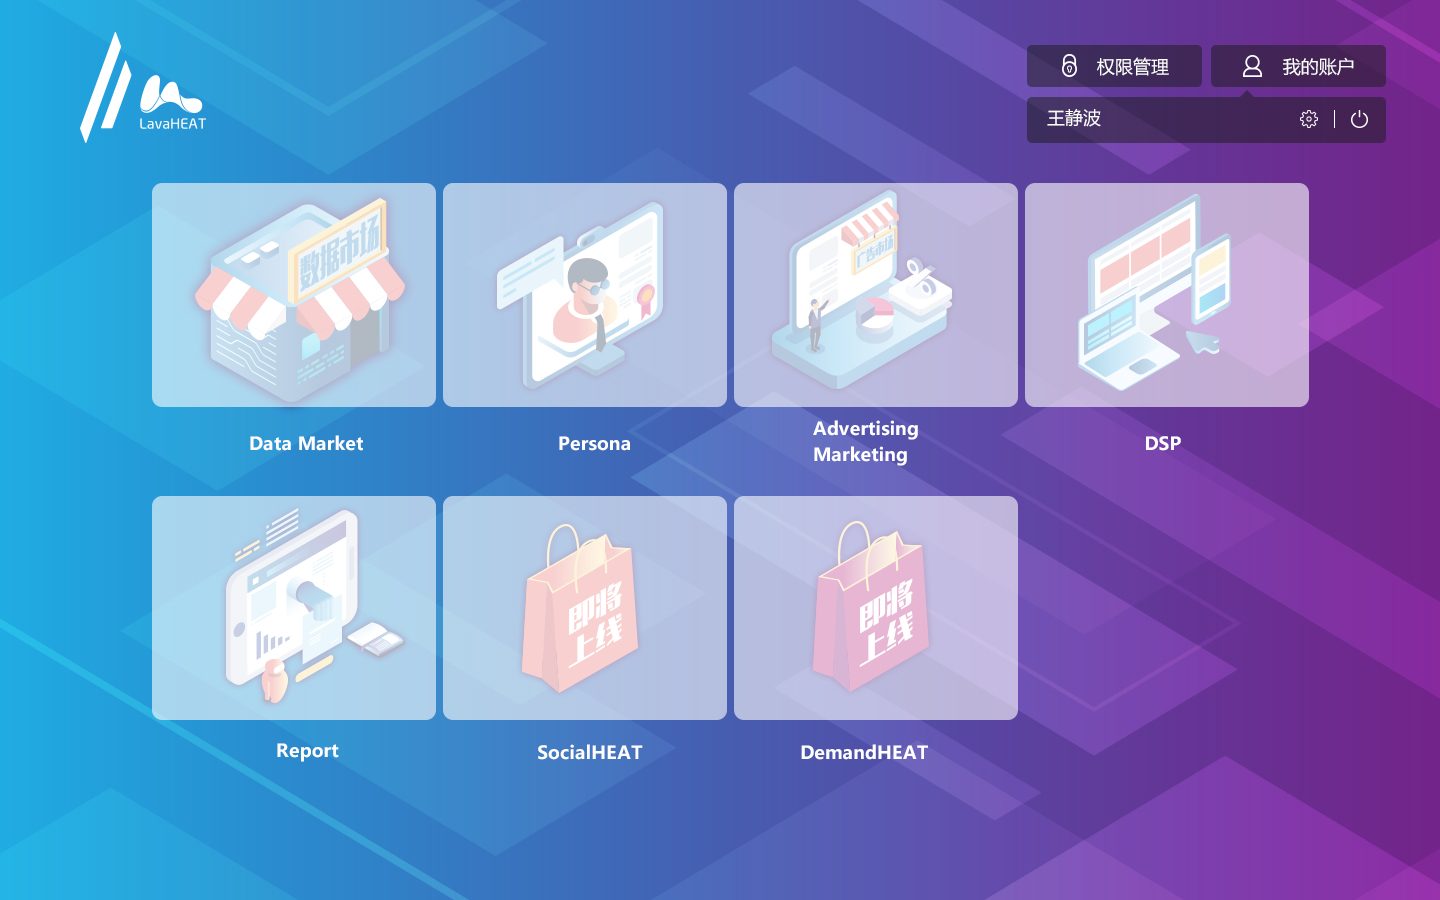 LavaHEAT
权限管理
我的账户
王静波
数据市场
广告市场
Data Market
Persona
Advertising
Marketing
DSP
即将
上线
即将
上线
Report
SocialHEAT
DemandHEAT